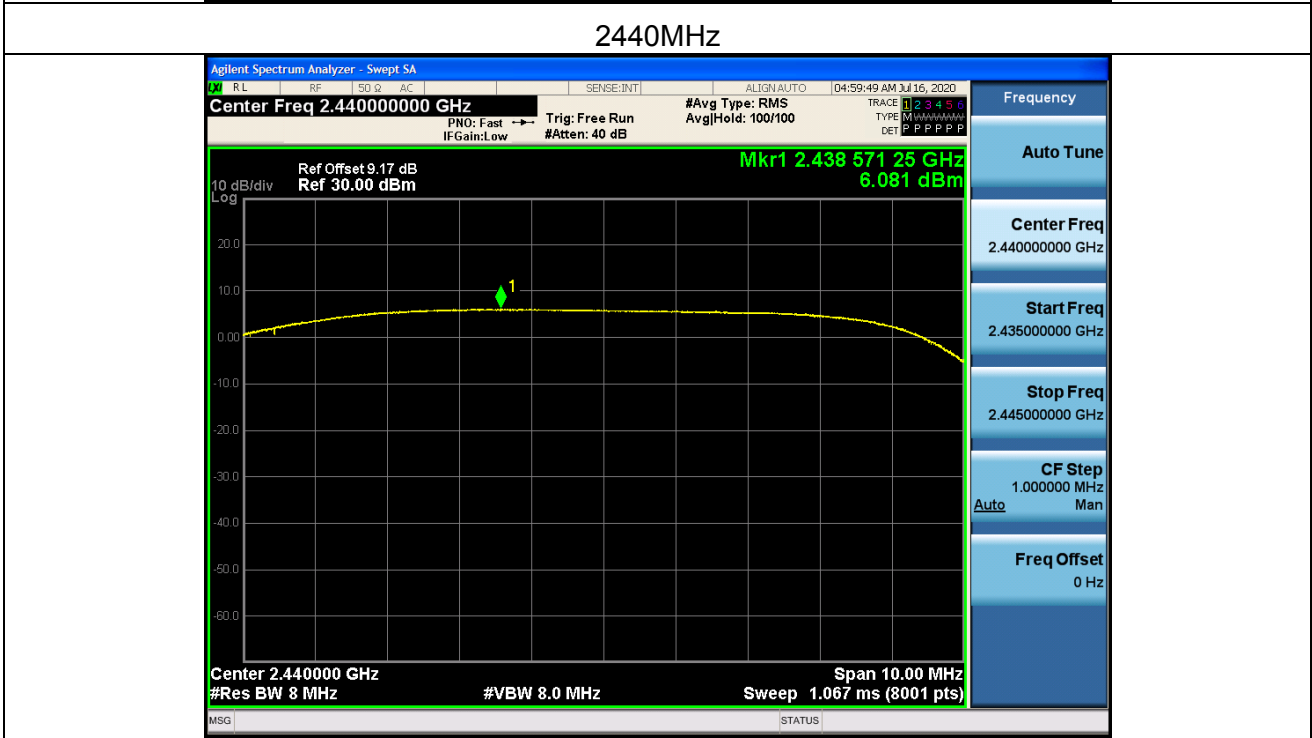 2440MHz
Agilent Spectrum Analyzer - Swept SA
LXI RL RF 50 Ω AC SENSE:INT ALIGN AUTO 04:59:49 AM Jul 16, 2020
Center Freq 2.440000000 GHz #Avg Type: RMS TRACE 1 2 3 4 5 6
PNO: Fast Trig: Free Run Avg|Hold: 100/100 TYPE M WWWWW
IFGain:Low #Atten: 40 dB DET P P P P P P
Mkr1 2.438 571 25 GHz
6.081 dBm
Ref Offset 9.17 dB
10 dB/div Ref 30.00 dBm
Log
20.0
1
10.0
0.00
-10.0
-20.0
-30.0
-40.0
-50.0
-60.0
Center 2.440000 GHz Span 10.00 MHz
#Res BW 8 MHz #VBW 8.0 MHz Sweep 1.067 ms (8001 pts)
MSG STATUS
Frequency
Auto Tune
Center Freq
2.440000000 GHz
Start Freq
2.435000000 GHz
Stop Freq
2.445000000 GHz
CF Step
1.000000 MHz
Auto Man
Freq Offset
0 Hz